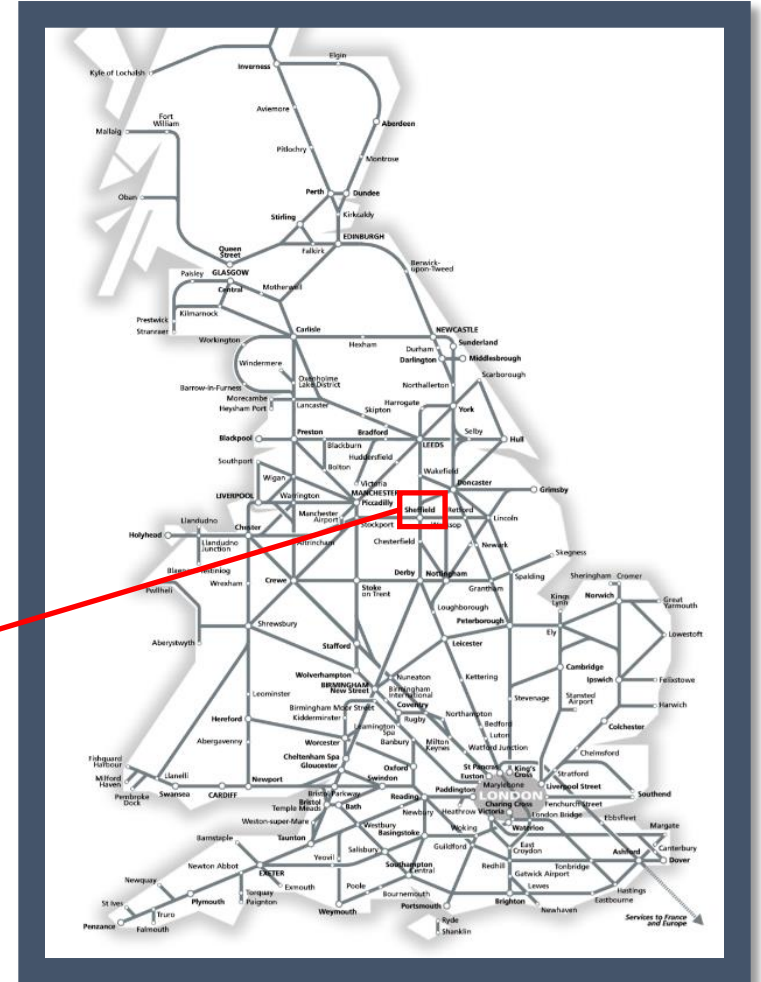 Elgin
Inverness
Kyle of Lochalsh
Aviemore
Fort
William
Mallaig
Aberdeen
Pitlochry
Montrose
Perth
Dundee
Oban
Stirling
Kirkcaldy
EDINBURGH
Queen
Street
Falkirk
Berwick-
upon-Tweed
Paisley
GLASGOW
Central
Motherwell
Prestwick
Kilmarnock
Stranraer
Carlisle
NEWCASTLE
Workington
Hexham
Sunderland
Durham
Darlington
Middlesbrough
Windermere
Scarborough
Oxenholme
Lake District
Barrow-in-Furness
Northallerton
Morecambe
Heysham Port
Lancaster
Harrogate
York
Skipton
Blackpool
Preston
Bradford
Selby
Hull
Blackburn
LEEDS
Huddersfield
Southport
Bolton
Wakefield
Wigan
Victoria
Doncaster
MANCHESTER
LIVERPOOL
Warrington
Piccadilly
Grimsby
Sheffield
Retford
Manchester
Airport
Lincoln
Llandudno
Stockport
Holyhead
Chester
Llandudno
Junction
Altrincham
Chesterfield
Newark
Skegness
Derby
Nottingham
Wrexham
Crewe
Stoke
on Trent
Grantham
Spalding
Sheringham
Cromer
Pwllheli
Kings
Lynn
Norwich
Great
Yarmouth
Loughborough
Peterborough
Shrewsbury
Ely
Lowestoft
Aberystwyth
Stafford
Leicester
Wolverhampton
Cambridge
BIRMINGHAM
New Street
Nuneaton
Kettering
Ipswich
Felixstowe
Birmingham
International
Leominster
Stevenage
Stansted
Airport
Birmingham Moor Street
Coventry
Harwich
Hereford
Kidderminster
Rugby
Northampton
Leamington
Spa
Bedford
Colchester
Abergavenny
Worcester
Banbury
Milton
Keynes
Luton
Watford Junction
Chelmsford
Cheltenham Spa
Fishguard
Harbour
Gloucester
Oxford
St Pancras
King's
Cross
Euston
Stratford
Milford
Haven
Llanelli
Newport
Swindon
Marylebone
Liverpool Street
Pembroke
Dock
Swansea
CARDIFF
Bristol Parkway
Reading
Paddington
LONDON
Southend
Bristol
Temple Meads
Bath
Newbury
Heathrow
Victoria
Charing Cross
Fenchurch Street
London Bridge
Ebbsfleet
Weston-super-Mare
Westbury
Basingstoke
Woking
Waterloo
Margate
Barnstaple
Taunton
Salisbury
Guildford
East
Croydon
Canterbury
Yeovil
Ashford
Dover
Newton Abbot
Southampton
Central
Redhill
Tonbridge
Gatwick Airport
EXETER
Newquay
Exmouth
Poole
Lewes
Hastings
Torquay
Paignton
Bournemouth
Eastbourne
St Ives
Plymouth
Weymouth
Portsmouth
Brighton
Newhaven
Truro
Penzance
Falmouth
Ryde
Shanklin
Services to France
and Europe